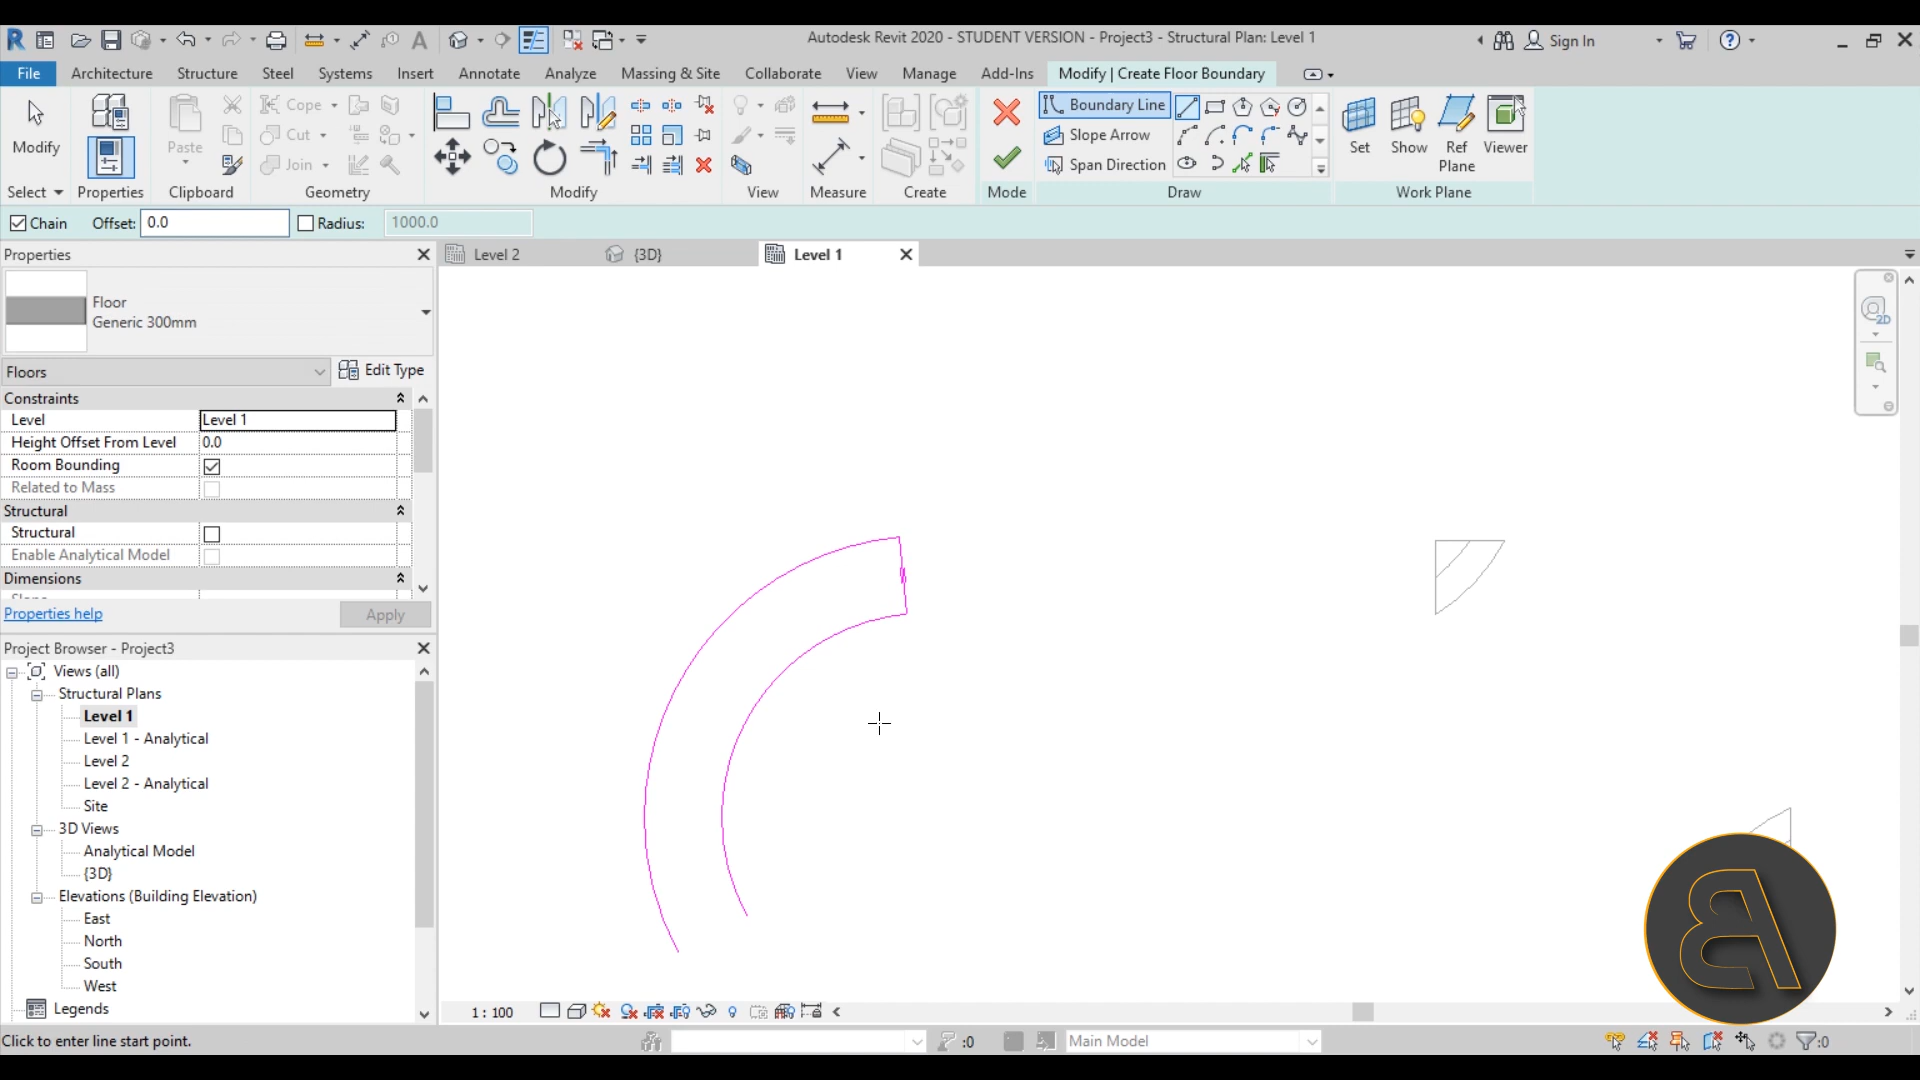 Autodesk Revit 2020 - STUDENT VERSION - Project3 - Structural Plan: Level 1
Sign In
File Architecture Structure Steel Systems Insert Annotate Analyze Massing & Site Collaborate View Manage Add-Ins Modify | Create Floor Boundary
Modify
Paste
Cope
Cut
Join
Boundary Line
Slope Arrow
Span Direction
Set
Show
Ref
Plane
Viewer
Select Properties Clipboard Geometry Modify View Measure Create Mode Draw Work Plane
Chain Offset: 0.0 Radius: 1000.0
Properties
Level 2
{3D}
Level 1
Floor
Generic 300mm
Floors
Edit Type
Constraints
Level Level 1
Height Offset From Level 0.0
Room Bounding
Related to Mass
Structural
Structural
Enable Analytical Model
Dimensions
Properties help
Apply
Project Browser - Project3
Views (all)
Structural Plans
Level 1
Level 1 - Analytical
Level 2
Level 2 - Analytical
Site
3D Views
Analytical Model
{3D}
Elevations (Building Elevation)
East
North
South
West
Legends
2D
1 : 100
Click to enter line start point.
:0
Main Model
:0